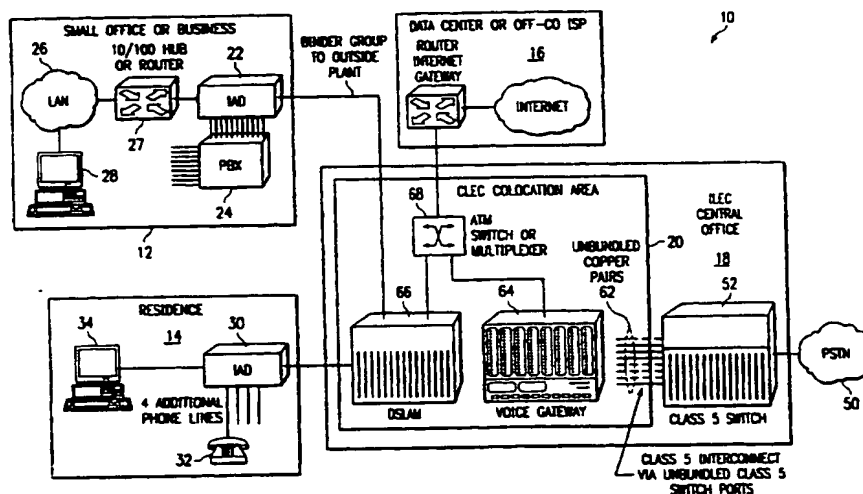 10
SMALL OFFICE OR BUSINESS
26
10/100 HUB
OR ROUTER
22
LAN
IAD
27
PBX
28
24
12
BINDER GROUP
TO OUTSIDE
PLANT
DATA CENTER OR OFF-CO ISP
ROUTER
INTERNET
GATEWAY
16
INTERNET
CLEC COLOCATION AREA
68
ATM
SWITCH OR
MULTIPLEXER
20
ILEC
CENTRAL
OFFICE
18
UNBUNDLED
COPPER
PAIRS
62
52
66
64
DSLAM
VOICE GATEWAY
CLASS 5 SWITCH
PSTN
50
RESIDENCE
34
14
30
IAD
4 ADDITIONAL
PHONE LINES
32
CLASS 5 INTERCONNECT
VIA UNBUNDLED CLASS 5
SWITCH PORTS